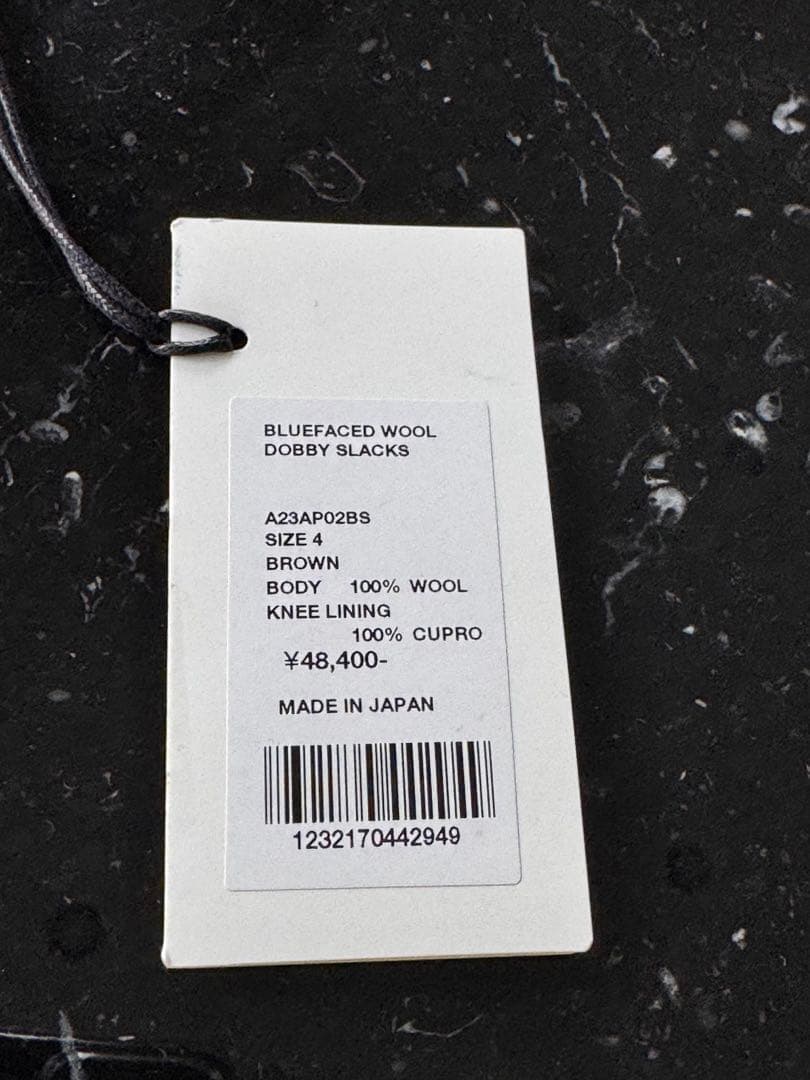 BLUEFACED WOOL
DOBBY SLACKS
A23AP02BS
SIZE 4
BROWN
BODY 100% WOOL
KNEE LINING
100% CUPRO
¥48,400-
MADE IN JAPAN
1232170442949